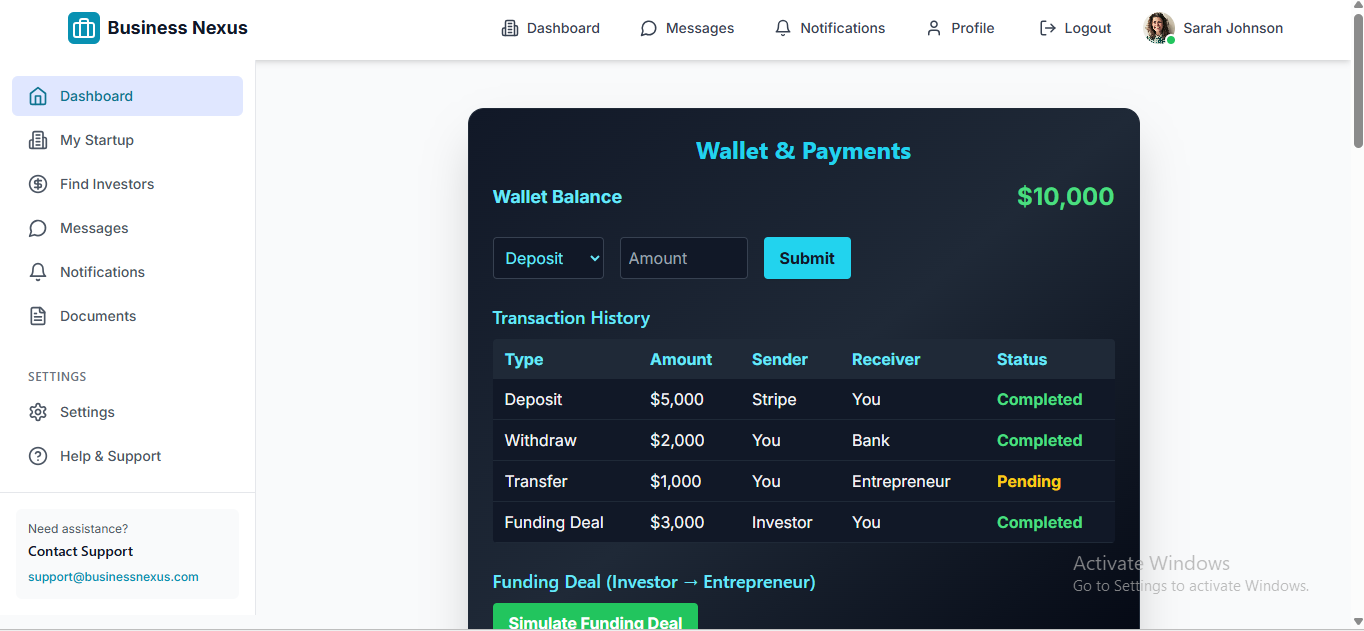 Business Nexus
Dashboard
Messages
Notifications
Profile
Logout
Sarah Johnson
Dashboard
My Startup
Find Investors
Messages
Notifications
Documents
SETTINGS
Settings
Help & Support
Need assistance?
Contact Support
support@businessnexus.com
Wallet & Payments
Wallet Balance $10,000
Deposit Amount Submit
Transaction History
Type Amount Sender Receiver Status
Deposit $5,000 Stripe You Completed
Withdraw $2,000 You Bank Completed
Transfer $1,000 You Entrepreneur Pending
Funding Deal $3,000 Investor You Completed
Funding Deal (Investor → Entrepreneur)
Simulate Funding Deal
Activate Windows
Go to Settings to activate Windows.